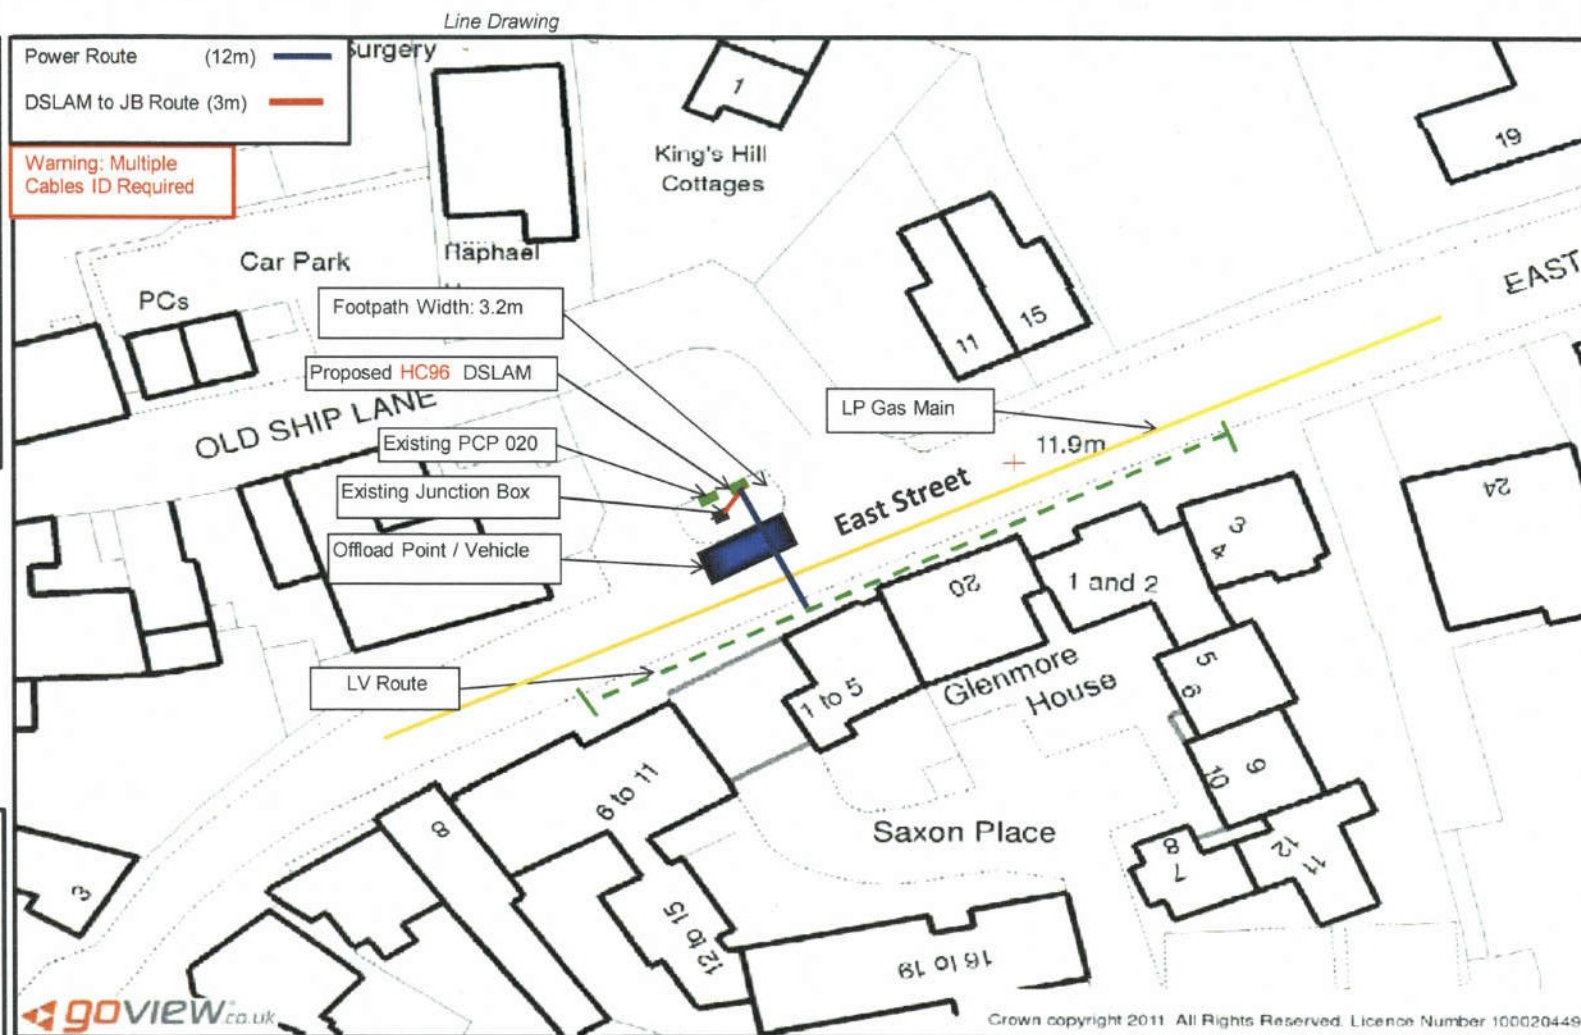 Line Drawing
Power Route (12m)
DSLAM to JB Route (3m)
Warning: Multiple
Cables ID Required
Surgery
1
King's Hill
Cottages
19
Car Park
Raphael
PCs
Footpath Width: 3.2m
11
15
EAST
Proposed HC96 DSLAM
OLD SHIP LANE
LP Gas Main
Existing PCP 020
11.9m
Existing Junction Box
East Street
Offload Point / Vehicle
24
3
4
20
1 and 2
LV Route
1 to 5
Glenmore
House
5
6
6 to 11
10
9
8
Saxon Place
3
8
7
12
11
12 to 15
16 to 19
goview.co.uk
Crown copyright 2011 All Rights Reserved. Licence Number 100020449